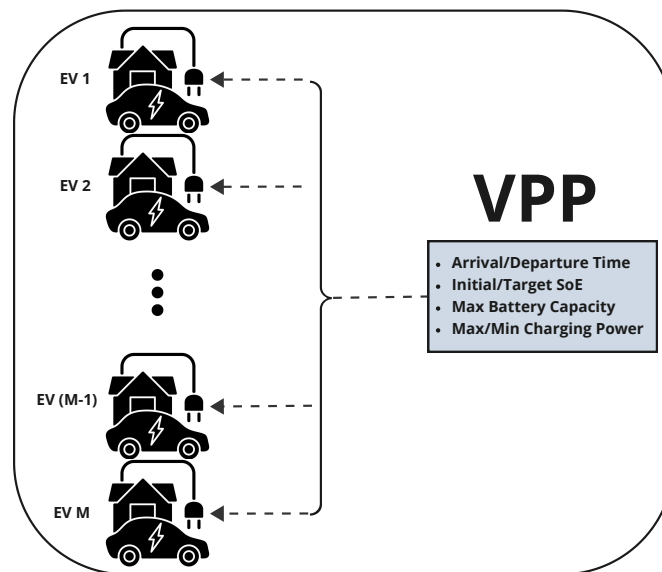 EV 1
EV 2
EV (M-1)
EV M
VPP
• Arrival/Departure Time
• Initial/Target SoE
• Max Battery Capacity
• Max/Min Charging Power